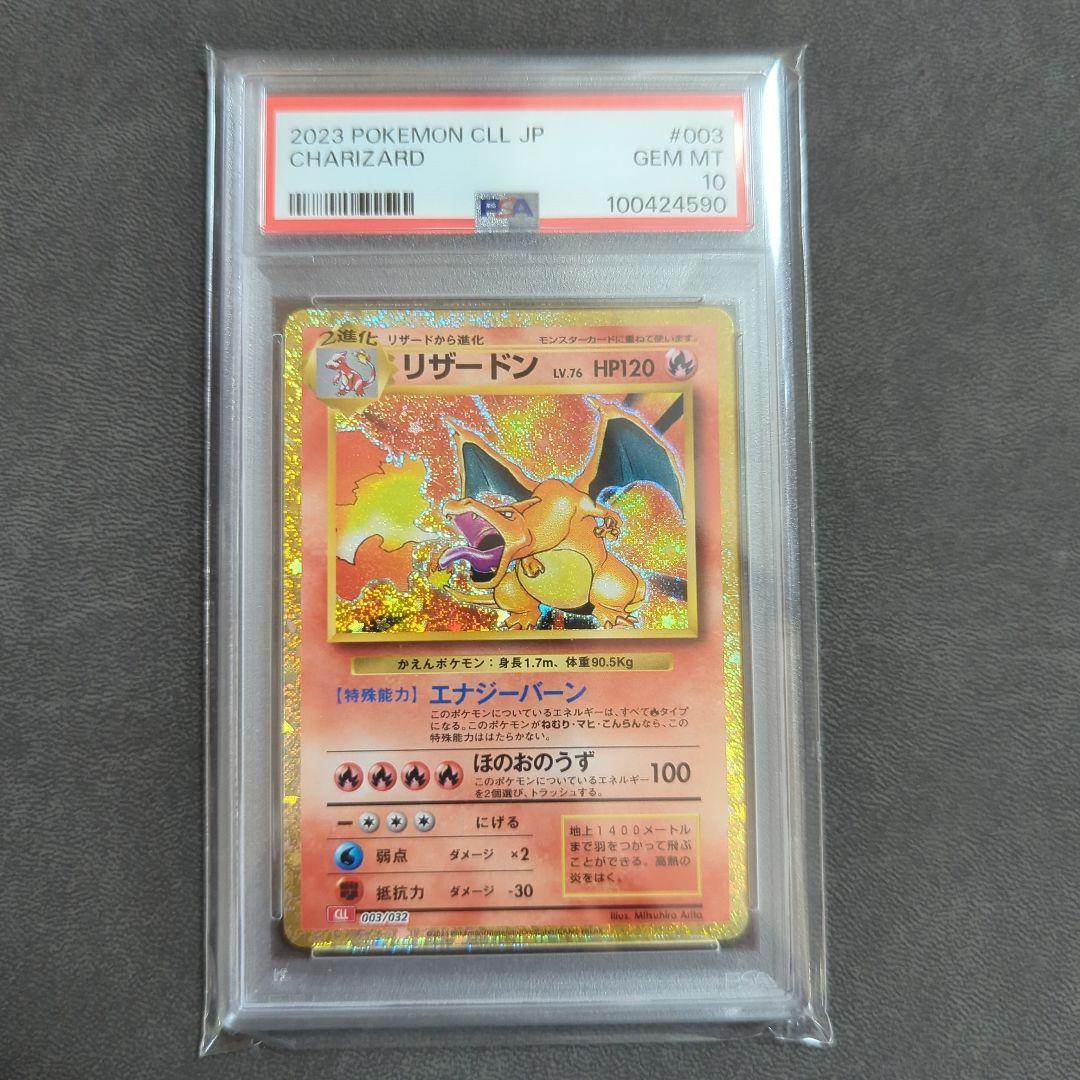 2023 POKEMON CLL JP #003
CHARIZARD GEM MT
10
PSA 100424590
2進化 リザードから進化 モンスターカードに重ねて使います。
リザードン LV.76 HP120
かえんポケモン：身長1.7m、体重90.5Kg
【特殊能力】エナジーバーン
このポケモンについているエネルギーは、すべて🔥タイプ
になる。このポケモンがねむり・マヒ・こんらんなら、この
特殊能力ははたらかない。
ほのおのうず 100
このポケモンについているエネルギー
を2個選び、トラッシュする。
にげる
弱点 ダメージ ×2
抵抗力 ダメージ -30
地上1400メートル
まで羽をつかって飛ぶ
ことができる。高熱の
炎をはく。
CLL 003/032 Illus. Mitsuhiro Arita